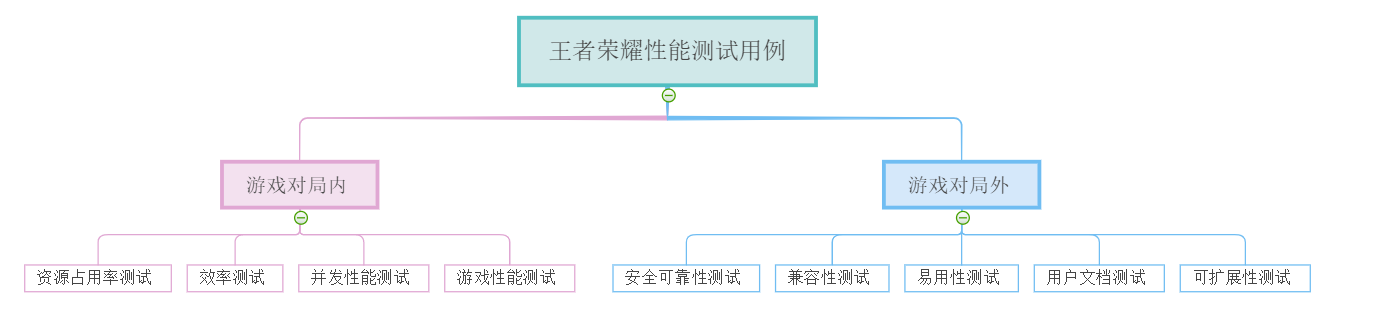 王者荣耀性能测试用例
游戏对局内
游戏对局外
资源占用率测试
效率测试
并发性能测试
游戏性能测试
安全可靠性测试
兼容性测试
易用性测试
用户文档测试
可扩展性测试